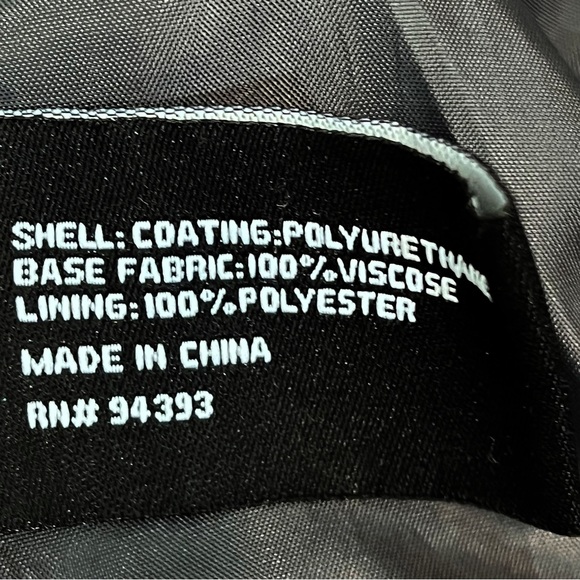 SHELL: COATING:POLYURETHANE
BASE FABRIC:100%VISCOSE
LINING:100%POLYESTER
MADE IN CHINA
RN# 94393